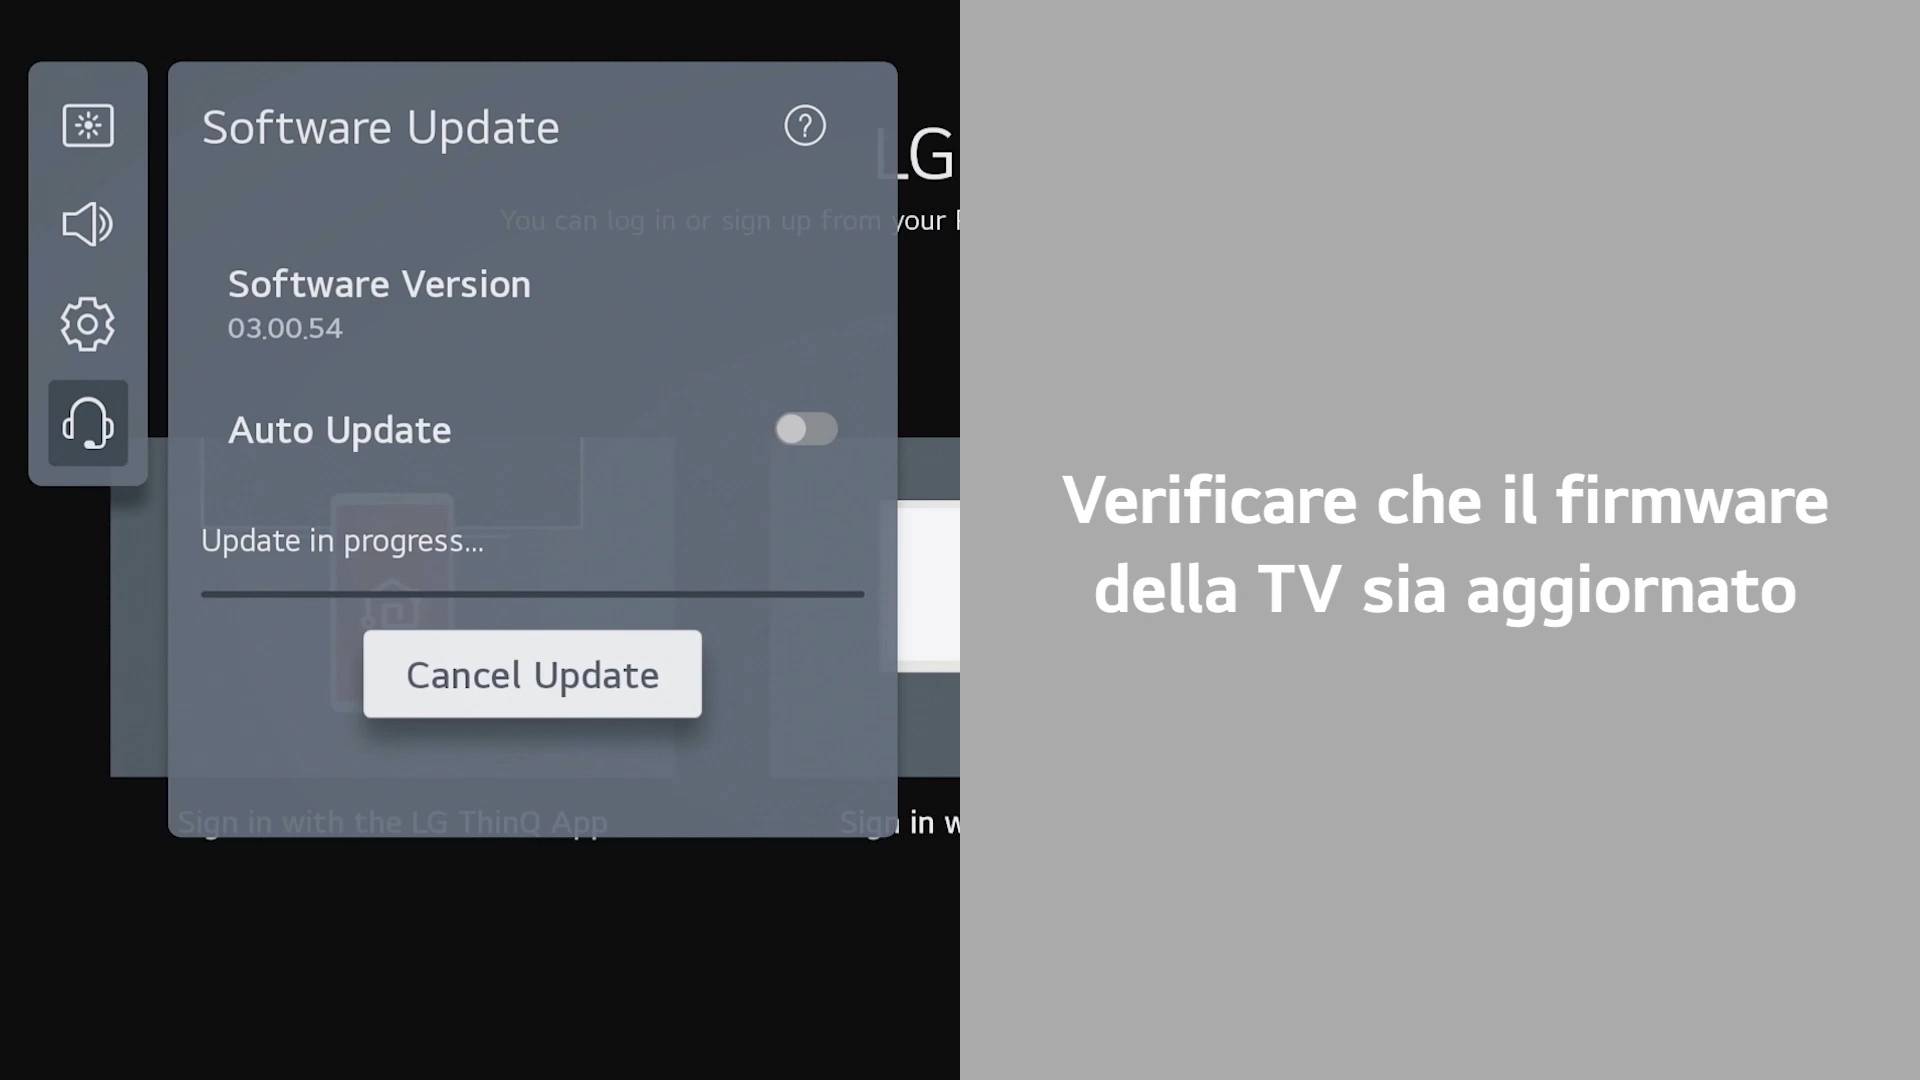 Software Update
LG
You can log in or sign up from your
Software Version
03.00.54
Auto Update
Update in progress...
Cancel Update
Sign in with the LG ThinQ App
Sign in w
Verificare che il firmware
della TV sia aggiornato